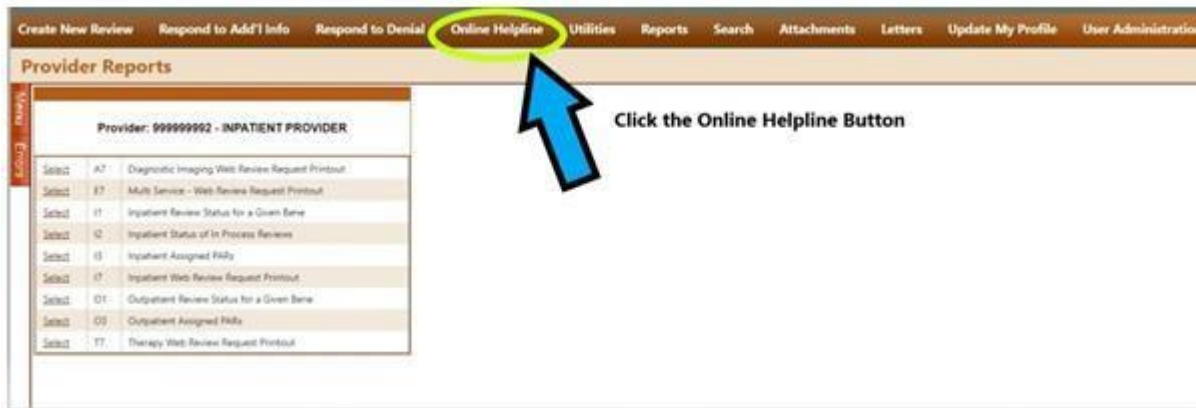 Create New Review Respond to Add'l Info Respond to Denial Online Helpline Utilities Reports Search Attachments Letters Update My Profile User Administratio
Provider Reports
Menu
Errors
Click the Online Helpline Button
Provider: 999999992 - INPATIENT PROVIDER
Select A7 Diagnostic Imaging Web Review Request Printout
Select E7 Multi Service - Web Review Request Printout
Select I1 Inpatient Review Status for a Given Bene
Select I2 Inpatient Status of In Process Reviews
Select I3 Inpatient Assigned PARs
Select I7 Inpatient Web Review Request Printout
Select O1 Outpatient Review Status for a Given Bene
Select O3 Outpatient Assigned PARs
Select T7 Therapy Web Review Request Printout